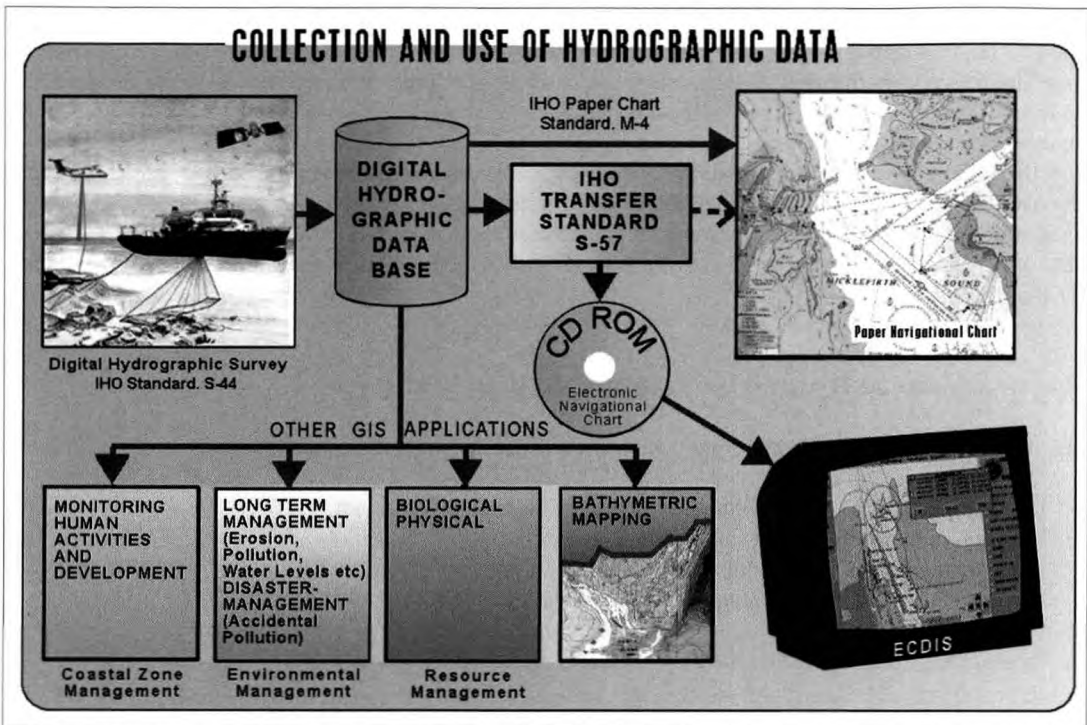 COLLECTION AND USE OF HYDROGRAPHIC DATA
IHO Paper Chart
Standard. M-4
DIGITAL
HYDRO-
GRAPHIC
DATA
BASE
IHO
TRANSFER
STANDARD
S-57
MICKLEFIRTH SOUND
Paper Navigational Chart
Digital Hydrographic Survey
IHO Standard. S-44
CD ROM
Electronic
Navigational
Chart
OTHER GIS APPLICATIONS
MONITORING
HUMAN
ACTIVITIES
AND
DEVELOPMENT
LONG TERM
MANAGEMENT
(Erosion,
Pollution,
Water Levels etc)
DISASTER-
MANAGEMENT
(Accidental
Pollution)
BIOLOGICAL
PHYSICAL
BATHYMETRIC
MAPPING
ECDIS
Coastal Zone
Management
Environmental
Management
Resource
Management